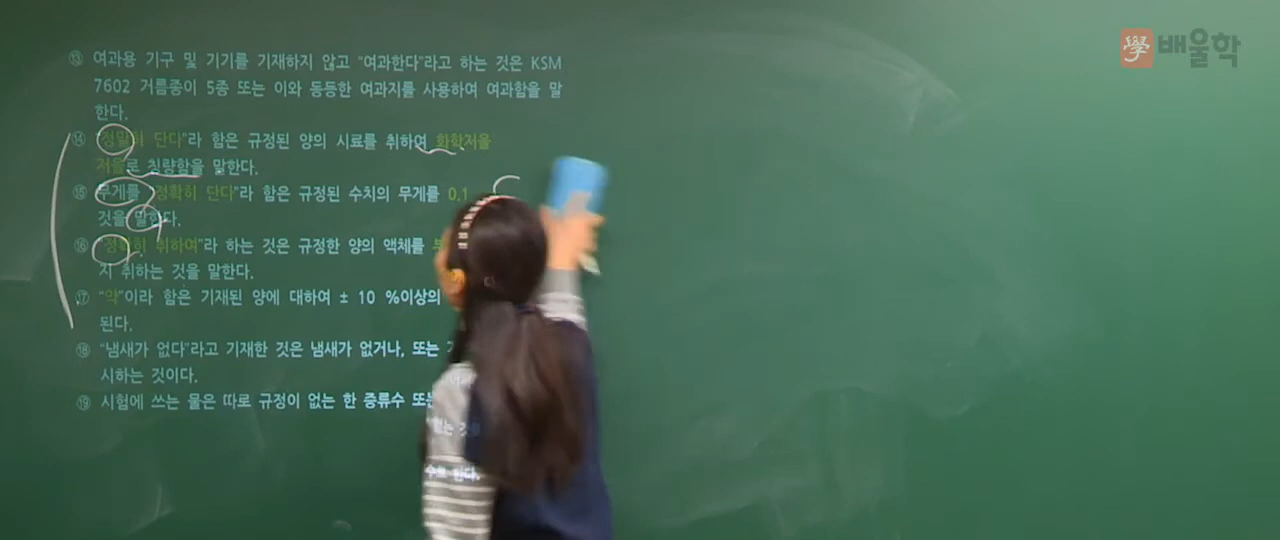 學 배울학
⑬ 여과용 기구 및 기기를 기재하지 않고 "여과한다"라고 하는 것은 KSM
7602 거름종이 5종 또는 이와 동등한 여과지를 사용하여 여과함을 말
한다.
⑭ "정밀히 단다"라 함은 규정된 양의 시료를 취하여 화학저울
저울로 칭량함을 말한다.
⑮ 무게를 "정확히 단다"라 함은 규정된 수치의 무게를 0.1
것을 말한다.
⑯ "정확히 취하여"라 하는 것은 규정한 양의 액체를
지 취하는 것을 말한다.
⑰ "약"이라 함은 기재된 양에 대하여 ± 10 %이상의
된다.
⑱ "냄새가 없다"라고 기재한 것은 냄새가 없거나, 또는
시하는 것이다.
⑲ 시험에 쓰는 물은 따로 규정이 없는 한 증류수 또는